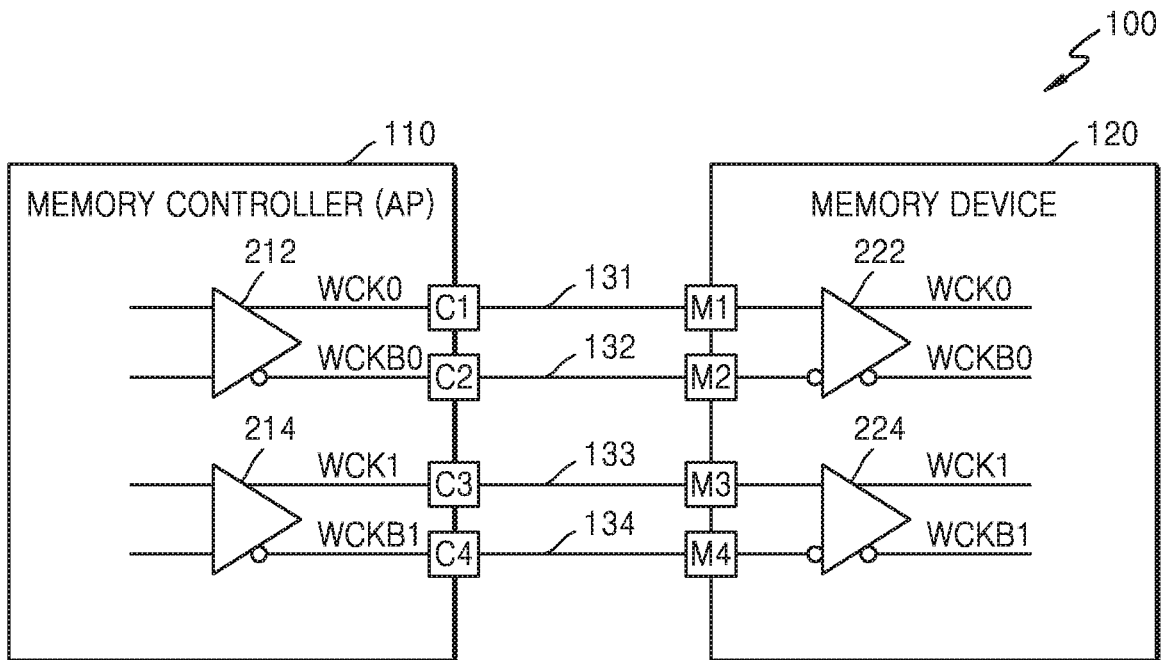 100
110
120
MEMORY CONTROLLER (AP)
MEMORY DEVICE
212
WCK0
C1
131
M1
222
WCK0
WCKB0
C2
132
M2
WCKB0
214
WCK1
C3
133
M3
224
WCK1
WCKB1
C4
134
M4
WCKB1